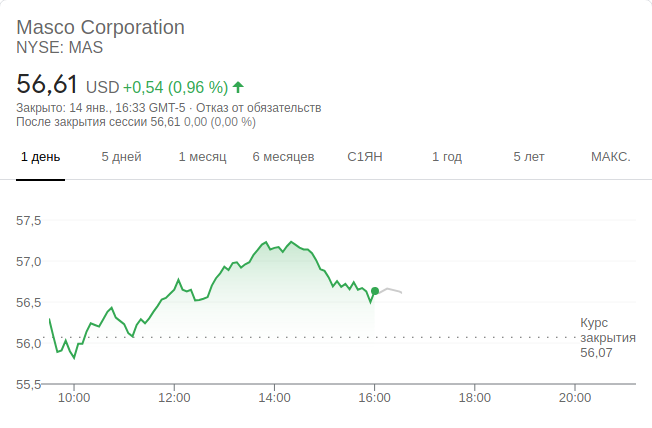 Masco Corporation
NYSE: MAS
56,61 USD +0,54 (0,96 %)
Закрыто: 14 янв., 16:33 GMT-5 · Отказ от обязательств
После закрытия сессии 56,61 0,00 (0,00 %)
1 день 5 дней 1 месяц 6 месяцев С1ЯН 1 год 5 лет МАКС.
57,5
57,0
56,5
56,0
55,5
Курс
закрытия
56,07
10:00 12:00 14:00 16:00 18:00 20:00